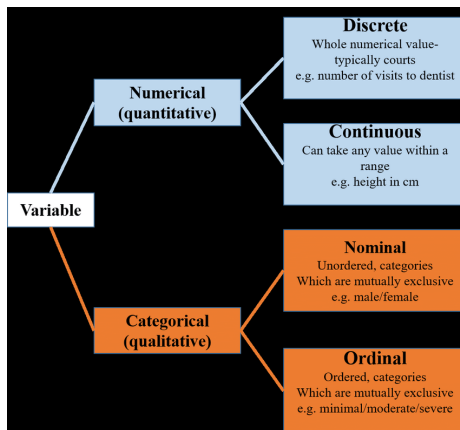 Discrete
Whole numerical value-
typically courts
e.g. number of visits to dentist
Numerical
(quantitative)
Continuous
Can take any value within a
range
e.g. height in cm
Variable
Nominal
Unordered, categories
Which are mutually exclusive
e.g. male/female
Categorical
(qualitative)
Ordinal
Ordered, categories
Which are mutually exclusive
e.g. minimal/moderate/severe